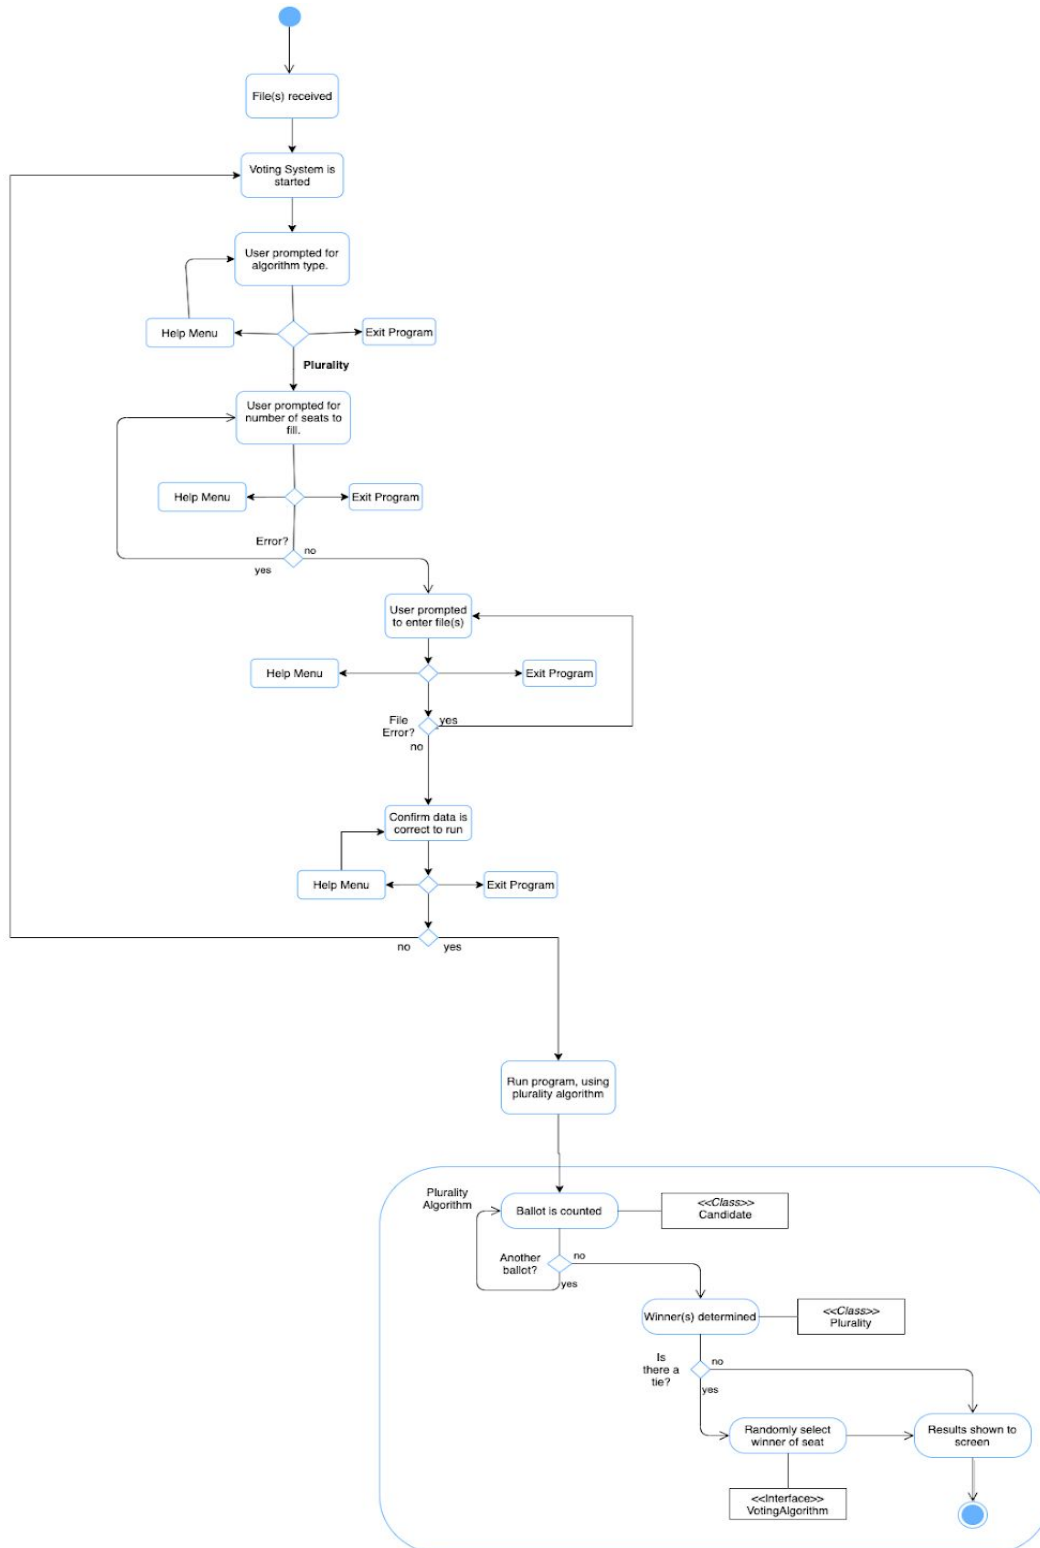 File(s) received
Voting System is
started
User prompted for
algorithm type.
Help Menu
Exit Program
Plurality
User prompted for
number of seats to
fill.
Help Menu
Exit Program
Error?
no
yes
User prompted
to enter file(s)
Help Menu
Exit Program
File
Error?
yes
no
Confirm data is
correct to run
Help Menu
Exit Program
no
yes
Run program, using
plurality algorithm
Plurality
Algorithm
Ballot is counted
<<Class>>
Candidate
Another
ballot?
no
yes
Winner(s) determined
<<Class>>
Plurality
Is
there a
tie?
no
yes
Randomly select
winner of seat
Results shown to
screen
<<Interface>>
VotingAlgorithm